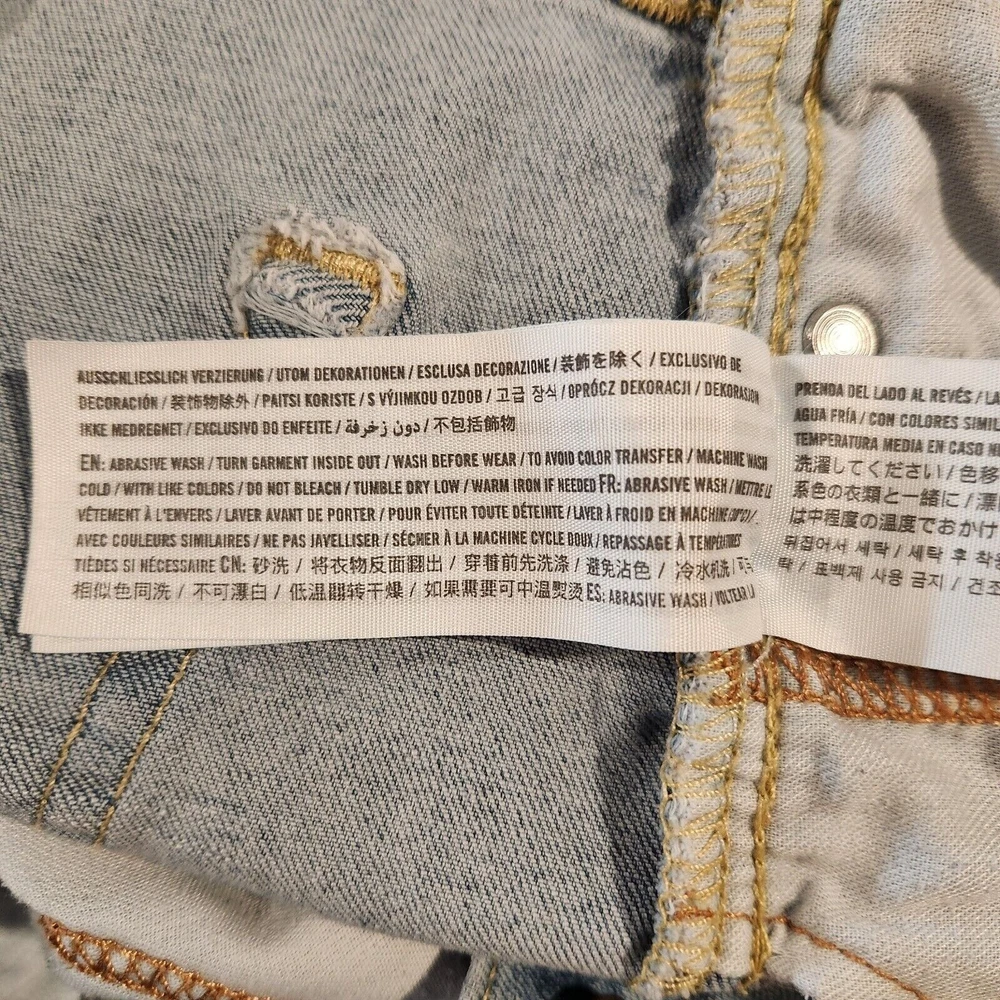 AUSSCHLIESSLICH VERZIERUNG / UTOM DEKORATIONEN / ESCLUSA DECORAZIONE / 装飾を除く / EXCLUSIVO DE
DECORACIÓN / 装饰物除外 / PAITSI KORISTE / S VÝJIMKOU OZDOB / 고급 장식 / OPRÓCZ DEKORACJI / DEKORASJON
IKKE MEDREGNET / EXCLUSIVO DO ENFEITE / دون زخرفة / 不包括飾物
EN: ABRASIVE WASH / TURN GARMENT INSIDE OUT / WASH BEFORE WEAR / TO AVOID COLOR TRANSFER / MACHINE WASH
COLD / WITH LIKE COLORS / DO NOT BLEACH / TUMBLE DRY LOW / WARM IRON IF NEEDED FR: ABRASIVE WASH / METTRE LE
VÊTEMENT À L'ENVERS / LAVER AVANT DE PORTER / POUR ÉVITER TOUTE DÉTEINTE / LAVER À FROID EN MACHINE (30°C) /
AVEC COULEURS SIMILAIRES / NE PAS JAVELLISER / SÉCHER À LA MACHINE CYCLE DOUX / REPASSAGE À TEMPÉRATURES
TIÈDES SI NÉCESSAIRE CN: 砂洗 / 将衣物反面翻出 / 穿着前先洗涤 / 避免沾色 / 冷水机洗 / 可与
相似色同洗 / 不可漂白 / 低温翻转干燥 / 如果需要可中温熨烫 ES: ABRASIVE WASH / VOLTEAR LA
PRENDA DEL LADO AL REVÉS / LA
AGUA FRÍA / CON COLORES SIMIL
TEMPERATURA MEDIA EN CASO NE
洗濯してください / 色移
系色の衣類と一緒に / 漂
は中程度の温度でおかけ
뒤집어서 세탁 / 세탁 후 착용
탁 / 표백제 사용 금지 / 건조